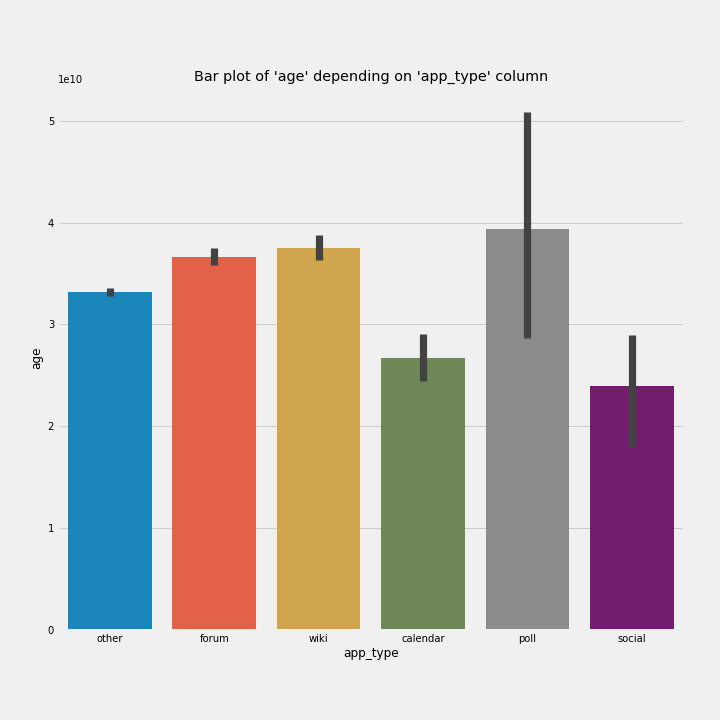 Bar plot of 'age' depending on 'app_type' column
1e10
5
4
3
2
1
0
age
other forum wiki calendar poll social
app_type